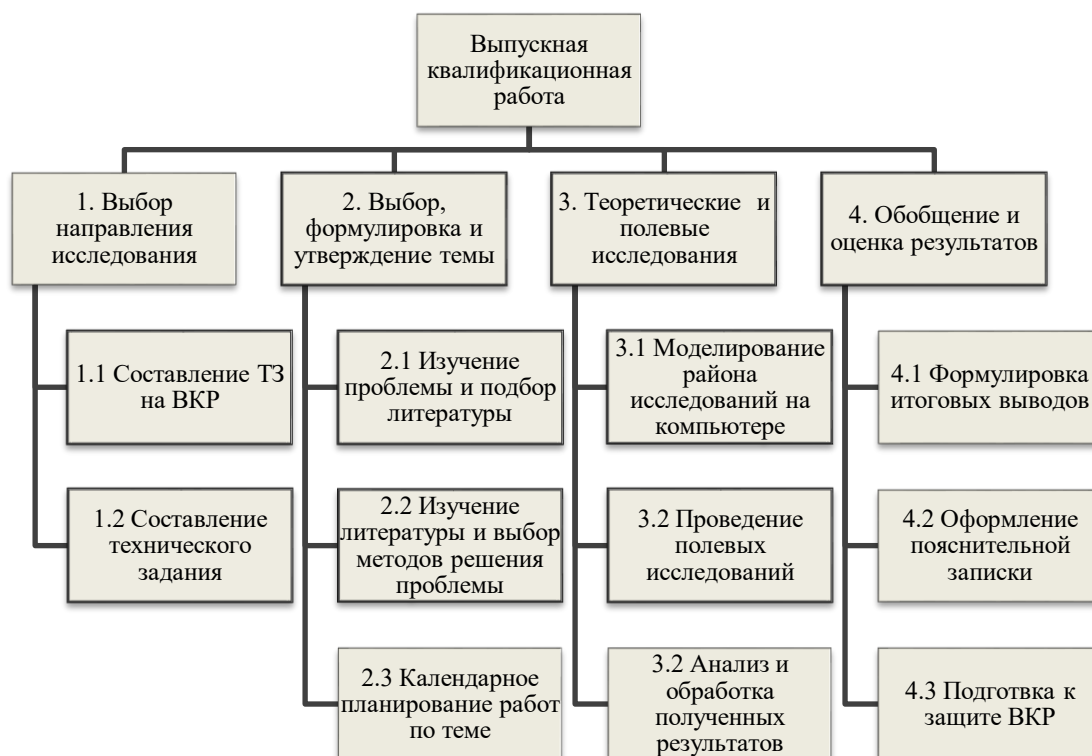 Выпускная
квалификационная
работа
1. Выбор
направления
исследования
2. Выбор,
формулировка и
утверждение темы
3. Теоретические и
полевые
исследования
4. Обобщение и
оценка результатов
1.1 Составление ТЗ
на ВКР
2.1 Изучение
проблемы и подбор
литературы
3.1 Моделирование
района
исследований на
компьютере
4.1 Формулировка
итоговых выводов
1.2 Составление
технического
задания
2.2 Изучение
литературы и выбор
методов решения
проблемы
3.2 Проведение
полевых
исследований
4.2 Оформление
пояснительной
записки
2.3 Календарное
планирование работ
по теме
3.2 Анализ и
обработка
полученных
результатов
4.3 Подготвка к
защите ВКР